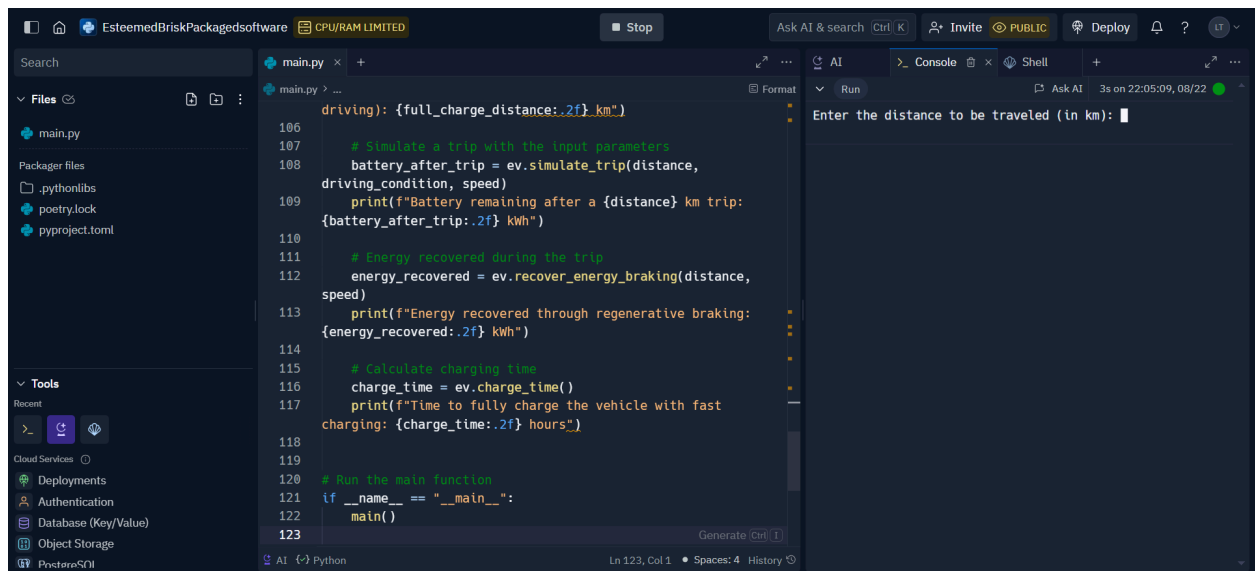 EsteemedBriskPackagedsoftware CPU/RAM LIMITED Stop Ask AI & search Ctrl K Invite PUBLIC Deploy ? LT
Search
Files
main.py
Packager files
.pythonlibs
poetry.lock
pyproject.toml
Tools
Recent
Cloud Services
Deployments
Authentication
Database (Key/Value)
Object Storage
PostgreSQL
main.py × +
main.py > ... Format
driving): {full_charge_distance:.2f} km")
106
107 # Simulate a trip with the input parameters
108 battery_after_trip = ev.simulate_trip(distance,
driving_condition, speed)
109 print(f"Battery remaining after a {distance} km trip:
{battery_after_trip:.2f} kWh")
110
111 # Energy recovered during the trip
112 energy_recovered = ev.recover_energy_braking(distance,
speed)
113 print(f"Energy recovered through regenerative braking:
{energy_recovered:.2f} kWh")
114
115 # Calculate charging time
116 charge_time = ev.charge_time()
117 print(f"Time to fully charge the vehicle with fast
charging: {charge_time:.2f} hours")
118
119
120 # Run the main function
121 if __name__ == "__main__":
122 main()
123 Generate Ctrl I
AI {} Python Ln 123, Col 1 • Spaces: 4 History
AI >_ Console × Shell +
Run Ask AI 3s on 22:05:09, 08/22
Enter the distance to be traveled (in km):